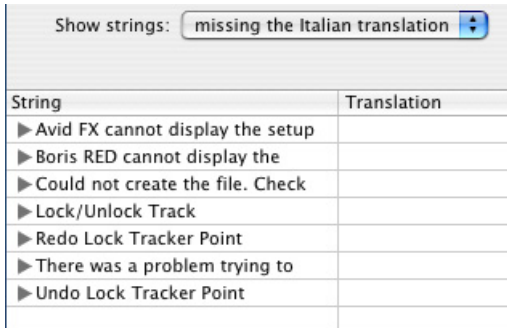 Show strings: missing the Italian translation
String Translation
Avid FX cannot display the setup
Boris RED cannot display the
Could not create the file. Check
Lock/Unlock Track
Redo Lock Tracker Point
There was a problem trying to
Undo Lock Tracker Point